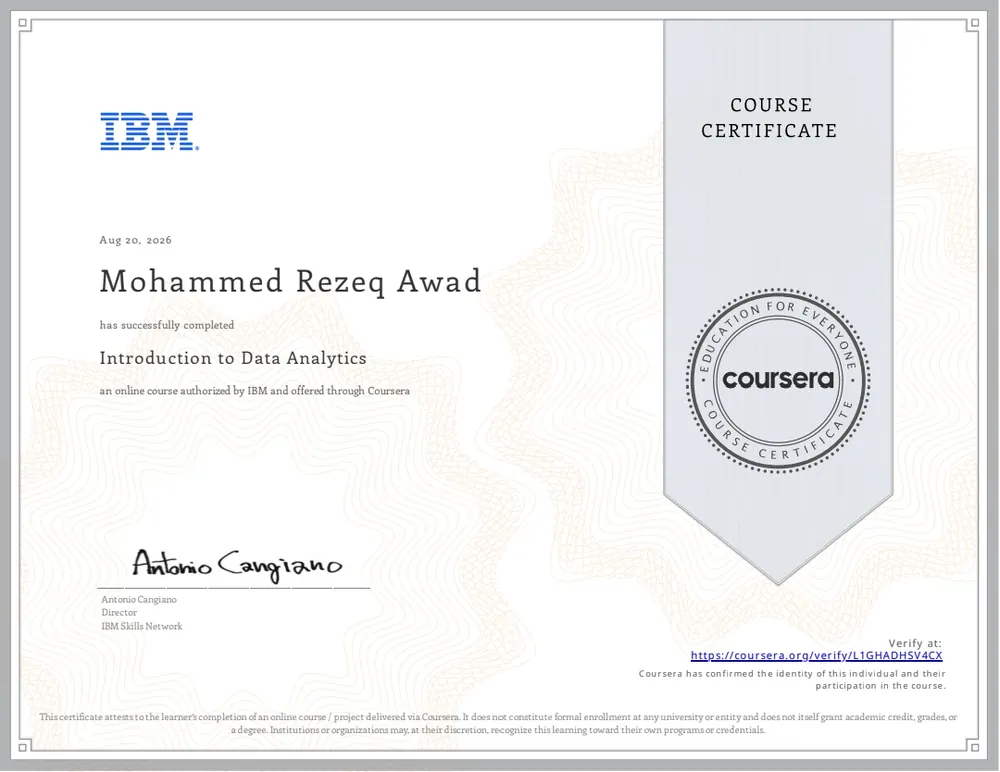 IBM
COURSE
CERTIFICATE
Aug 20, 2026
Mohammed Rezeq Awad
has successfully completed
Introduction to Data Analytics
an online course authorized by IBM and offered through Coursera
EDUCATION FOR EVERYONE
coursera
COURSE CERTIFICATE
Antonio Cangiano
Antonio Cangiano
Director
IBM Skills Network
Verify at:
https://coursera.org/verify/L1GHADHSV4CX
Coursera has confirmed the identity of this individual and their
participation in the course.
This certificate attests to the learner's completion of an online course / project delivered via Coursera. It does not constitute formal enrollment at any university or entity and does not itself grant academic credit, grades, or
a degree. Institutions or organizations may, at their discretion, recognize this learning toward their own programs or credentials.